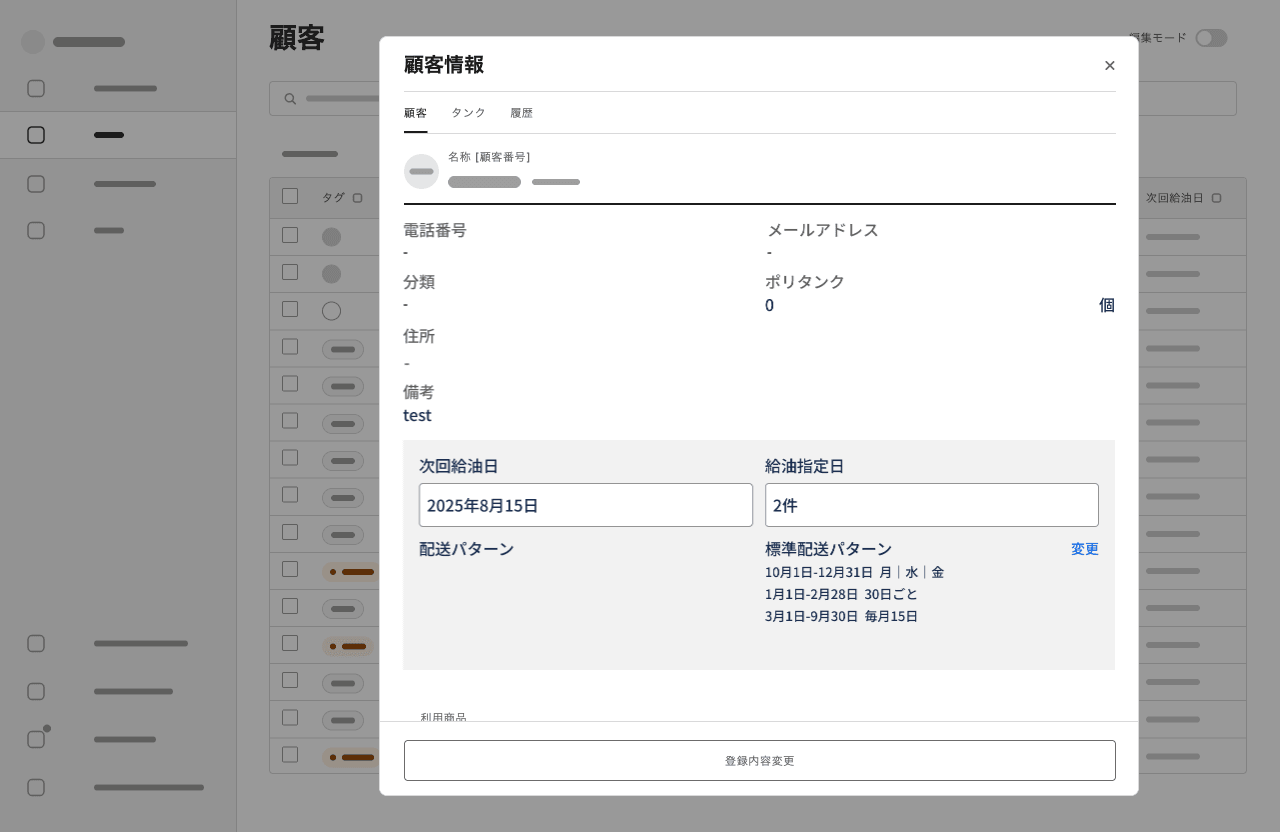 顧客
編集モード
顧客情報
×
顧客 タンク 履歴
名称 [顧客番号]
タグ
次回給油日
電話番号 メールアドレス
- -
分類 ポリタンク
- 0 個
住所
-
備考
test
次回給油日 給油指定日
2025年8月15日 2件
配送パターン 標準配送パターン 変更
10月1日-12月31日 月｜水｜金
1月1日-2月28日 30日ごと
3月1日-9月30日 毎月15日
利用商品
登録内容変更